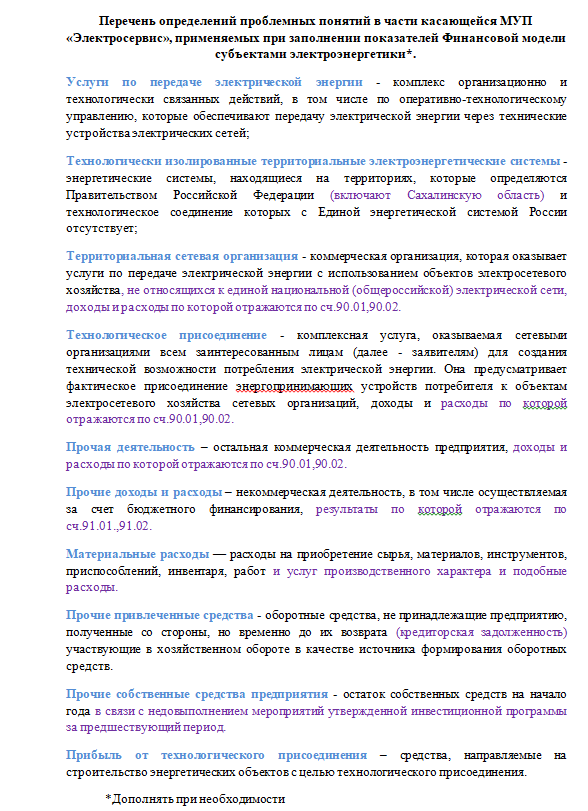 Перечень определений проблемных понятий в части касающейся МУП
«Электросервис», применяемых при заполнении показателей Финансовой модели
субъектами электроэнергетики*.
Услуги по передаче электрической энергии - комплекс организационно и
технологически связанных действий, в том числе по оперативно-технологическому
управлению, которые обеспечивают передачу электрической энергии через технические
устройства электрических сетей;
Технологически изолированные территориальные электроэнергетические системы -
энергетические системы, находящиеся на территориях, которые определяются
Правительством Российской Федерации (включают Сахалинскую область) и
технологическое соединение которых с Единой энергетической системой России
отсутствует;
Территориальная сетевая организация - коммерческая организация, которая оказывает
услуги по передаче электрической энергии с использованием объектов электросетевого
хозяйства, не относящихся к единой национальной (общероссийской) электрической сети,
доходы и расходы по которой отражаются по сч.90.01,90.02.
Технологическое присоединение - комплексная услуга, оказываемая сетевыми
организациями всем заинтересованным лицам (далее - заявителям) для создания
технической возможности потребления электрической энергии. Она предусматривает
фактическое присоединение энергопринимающих устройств потребителя к объектам
электросетевого хозяйства сетевых организаций, доходы и расходы по которой
отражаются по сч.90.01,90.02.
Прочая деятельность – остальная коммерческая деятельность предприятия, доходы и
расходы по которой отражаются по сч.90.01,90.02.
Прочие доходы и расходы – некоммерческая деятельность, в том числе осуществляемая
за счет бюджетного финансирования, результаты по которой отражаются по
сч.91.01.,91.02.
Материальные расходы — расходы на приобретение сырья, материалов, инструментов,
приспособлений, инвентаря, работ и услуг производственного характера и подобные
расходы.
Прочие привлеченные средства - оборотные средства, не принадлежащие предприятию,
полученные со стороны, но временно до их возврата (кредиторская задолженность)
участвующие в хозяйственном обороте в качестве источника формирования оборотных
средств.
Прочие собственные средства предприятия - остаток собственных средств на начало
года в связи с недовыполнением мероприятий утвержденной инвестиционной программы
за предшествующий период.
Прибыль от технологического присоединения – средства, направляемые на
строительство энергетических объектов с целью технологического присоединения.
*Дополнять при необходимости